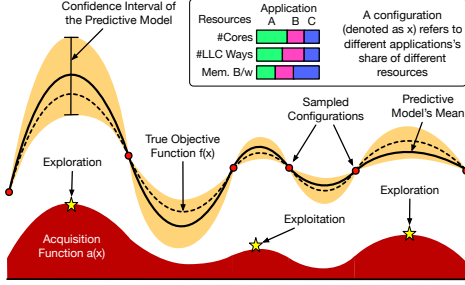 Confidence Interval of
the Predictive Model
Resources
Application
A B C
#Cores
#LLC Ways
Mem. B/w
A configuration
(denoted as x) refers to
different applications's
share of different
resources
True Objective
Function f(x)
Sampled
Configurations
Predictive
Model's Mean
Exploration
Exploitation
Exploration
Acquisition
Function a(x)